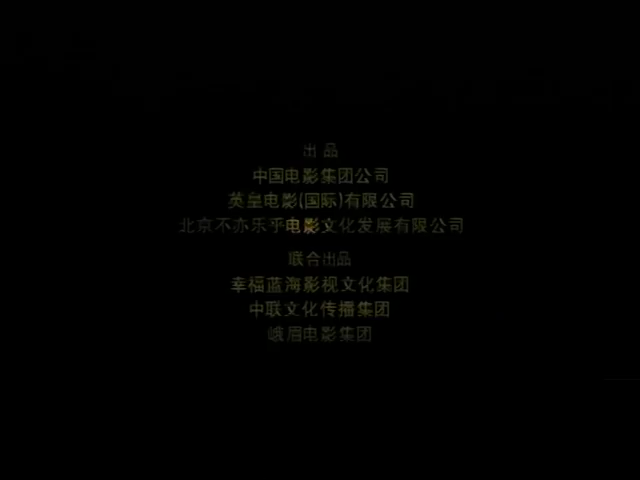 出品
中国电影集团公司
英皇电影(国际)有限公司
北京不亦乐乎电影文化发展有限公司
联合出品
幸福蓝海影视文化集团
中联文化传播集团
峨眉电影集团